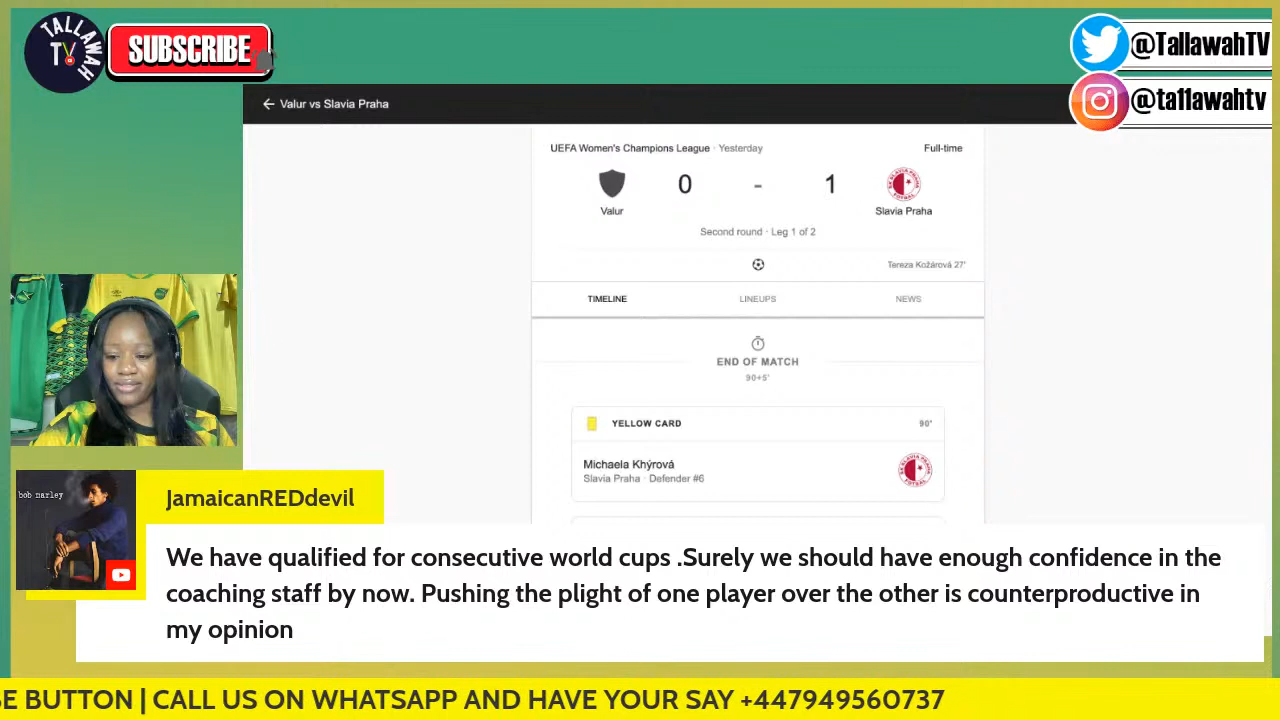 TALLAWAH
TV
SUBSCRIBE
@TallawahTV
@ta11awahtv
Valur vs Slavia Praha
UEFA Women's Champions League · Yesterday
Full-time
0 - 1
Valur
Slavia Praha
Second round · Leg 1 of 2
Tereza Kožárová 27'
TIMELINE
LINEUPS
NEWS
END OF MATCH
90+5'
YELLOW CARD
90'
Michaela Khýrová
Slavia Praha · Defender #6
bob marley
JamaicanREDdevil
We have qualified for consecutive world cups .Surely we should have enough confidence in the
coaching staff by now. Pushing the plight of one player over the other is counterproductive in
my opinion
SE BUTTON | CALL US ON WHATSAPP AND HAVE YOUR SAY +447949560737